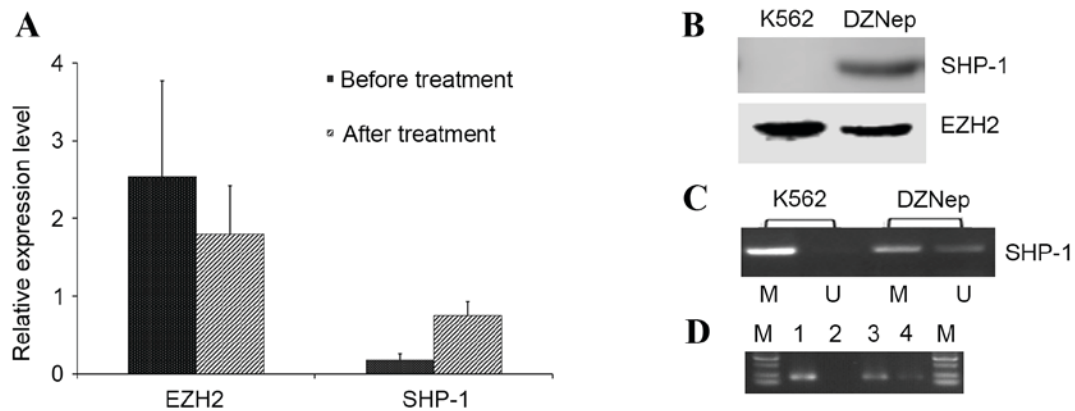 A
Relative expression level
4
3
2
1
0
Before treatment
After treatment
EZH2
SHP-1
B
K562 DZNep
SHP-1
EZH2
C
K562 DZNep
SHP-1
M U M U
D
M 1 2 3 4 M